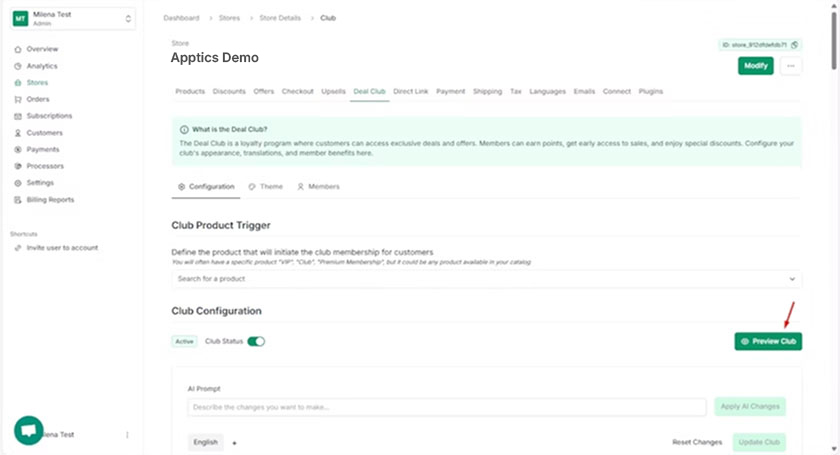 MT
Milena Test
Admin
Overview
Analytics
Stores
Orders
Subscriptions
Customers
Payments
Processors
Settings
Billing Reports
Shortcuts
Invite user to account
lena Test
Dashboard > Stores > Store Details > Club
Store
Apptics Demo
Modify
Products Discounts Offers Checkout Upsells Deal Club Direct Link Payment Shipping Tax Languages Emails Connect Plugins
What is the Deal Club?
The Deal Club is a loyalty program where customers can access exclusive deals and offers. Members can earn points, get early access to sales, and enjoy special discounts. Configure your
club's appearance, translations, and member benefits here.
Configuration Theme Members
Club Product Trigger
Define the product that will initiate the club membership for customers
You will often have a specific product "VIP", "Club", "Premium Membership", but it could be any product available in your catalog
Search for a product
Club Configuration
Active Club Status Preview Club
AI Prompt
Describe the changes you want to make... Apply AI Changes
English + Reset Changes Update Club